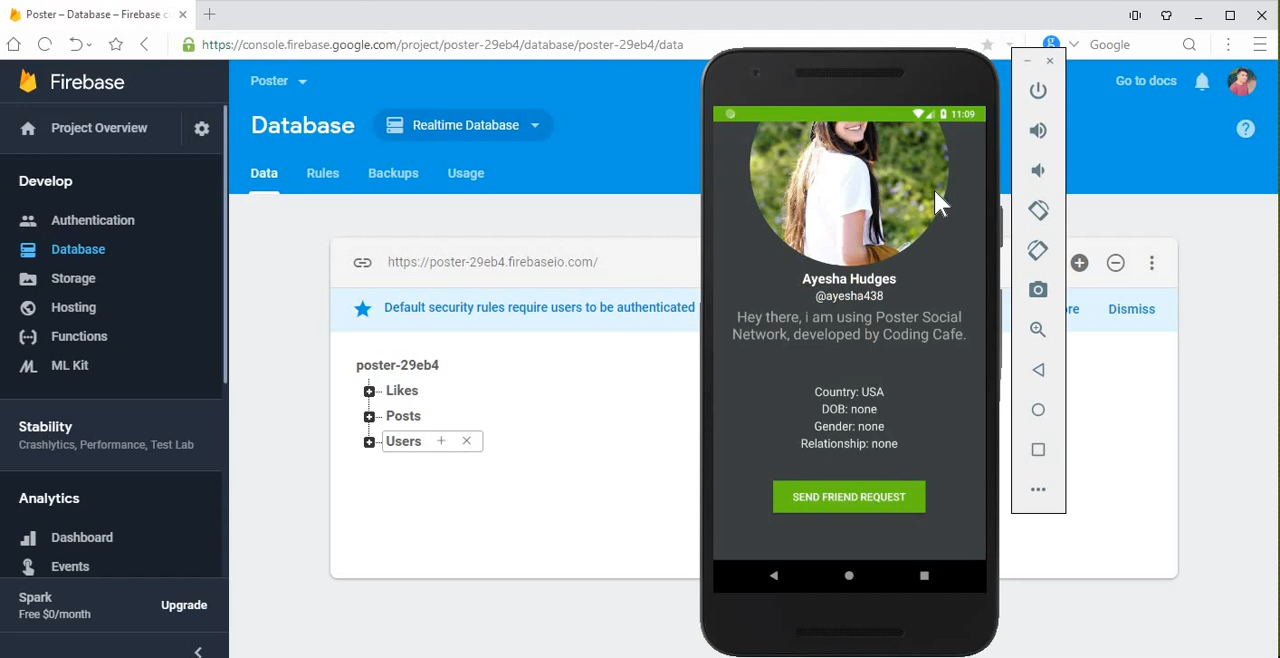 Poster – Database – Firebase c
https://console.firebase.google.com/project/poster-29eb4/database/poster-29eb4/data
Google
Firebase
Poster
Go to docs
Project Overview
Database
Realtime Database
Data
Rules
Backups
Usage
Develop
Authentication
Database
Storage
Hosting
Functions
ML Kit
Stability
Crashlytics, Performance, Test Lab
Analytics
Dashboard
Events
Spark
Free $0/month
Upgrade
https://poster-29eb4.firebaseio.com/
Default security rules require users to be authenticated
Dismiss
poster-29eb4
Likes
Posts
Users
11:09
Ayesha Hudges
@ayesha438
Hey there, i am using Poster Social
Network, developed by Coding Cafe.
Country: USA
DOB: none
Gender: none
Relationship: none
SEND FRIEND REQUEST